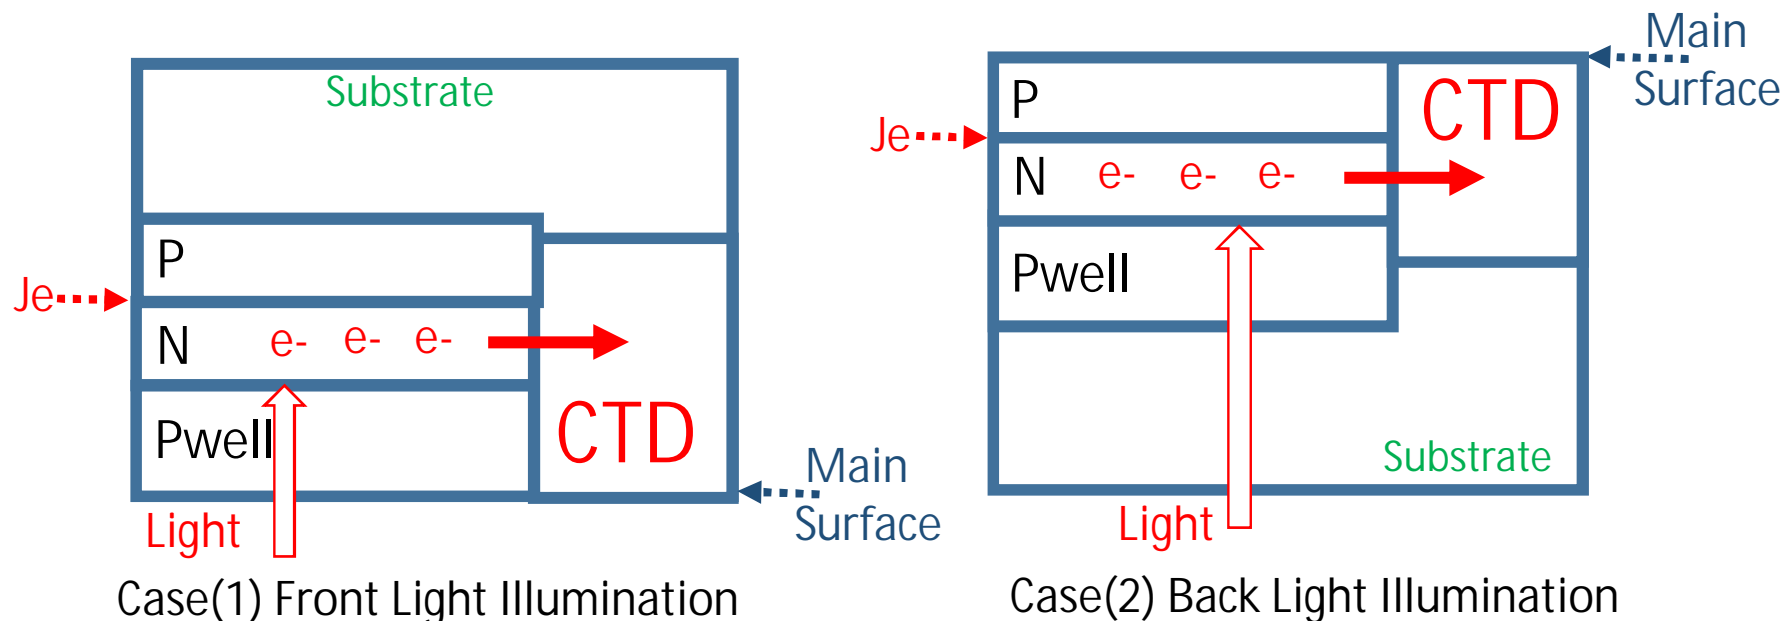 Substrate
P
Je
N e- e- e-
Pwell
CTD
Main
Surface
Light
Case(1) Front Light Illumination
Main
Surface
P
CTD
Je
N e- e- e-
Pwell
Substrate
Light
Case(2) Back Light Illumination